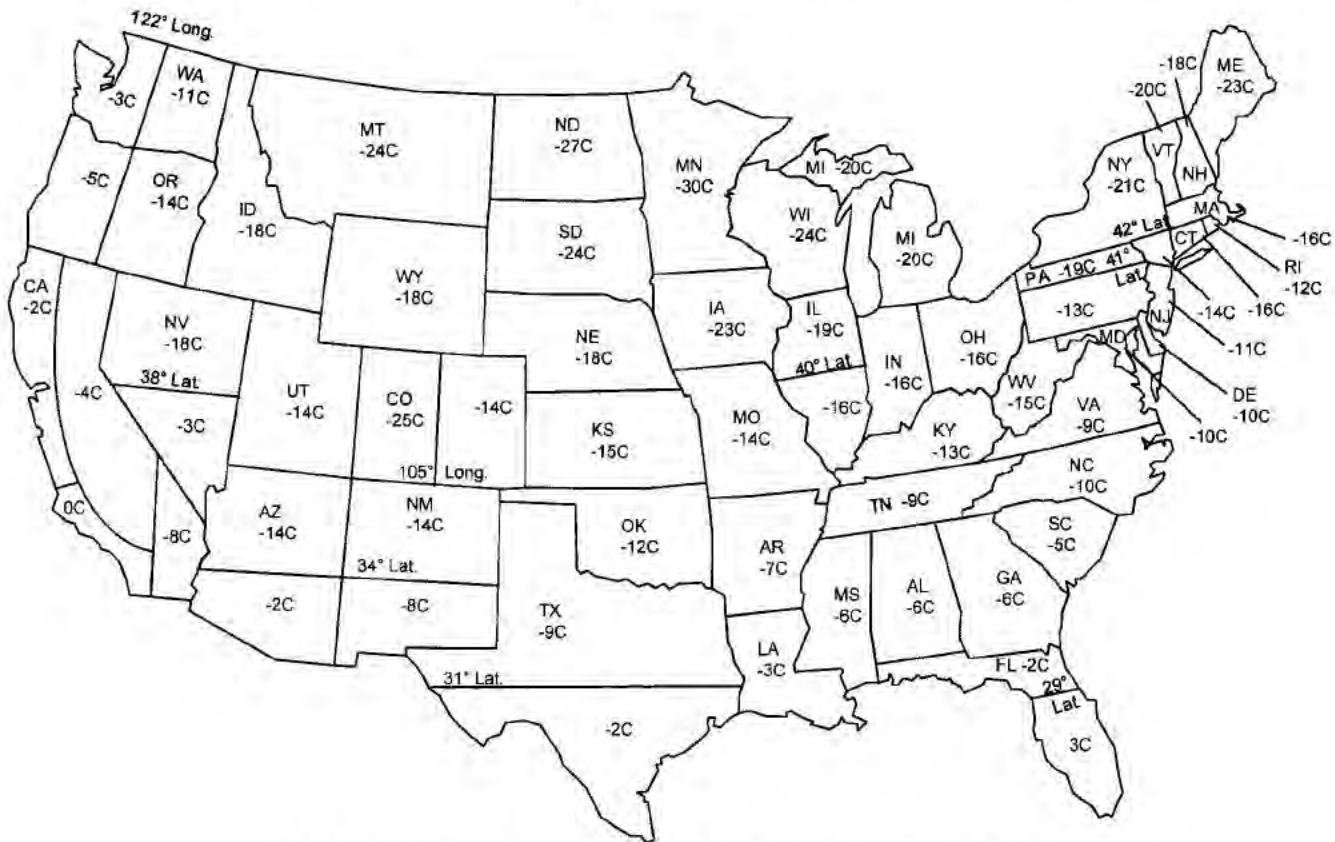 122° Long.
WA
-11C
-3C
MT
-24C
ND
-27C
MN
-30C
MI -20C
-20C
-18C
ME
-23C
VT
NY
-21C
NH
-5C
OR
-14C
ID
-18C
SD
-24C
WI
-24C
MI
-20C
MA
42° Lat
CT
-16C
RI
-12C
WY
-18C
PA -19C 41°
Lat
-13C
-14C
-16C
NJ
-11C
CA
-2C
NV
-18C
IA
-23C
IL
-19C
NE
-18C
OH
-16C
MD
38° Lat
-4C
UT
-14C
CO
-25C
-14C
40° Lat
IN
-16C
WV
-15C
DE
-10C
-10C
-3C
KS
-15C
MO
-14C
-16C
KY
-13C
VA
-9C
105° Long.
0C
-8C
AZ
-14C
NM
-14C
34° Lat.
OK
-12C
TN -9C
NC
-10C
AR
-7C
SC
-5C
-2C
-8C
TX
-9C
MS
-6C
AL
-6C
GA
-6C
LA
-3C
31° Lat.
FL -2C
29°
Lat
-2C
3C